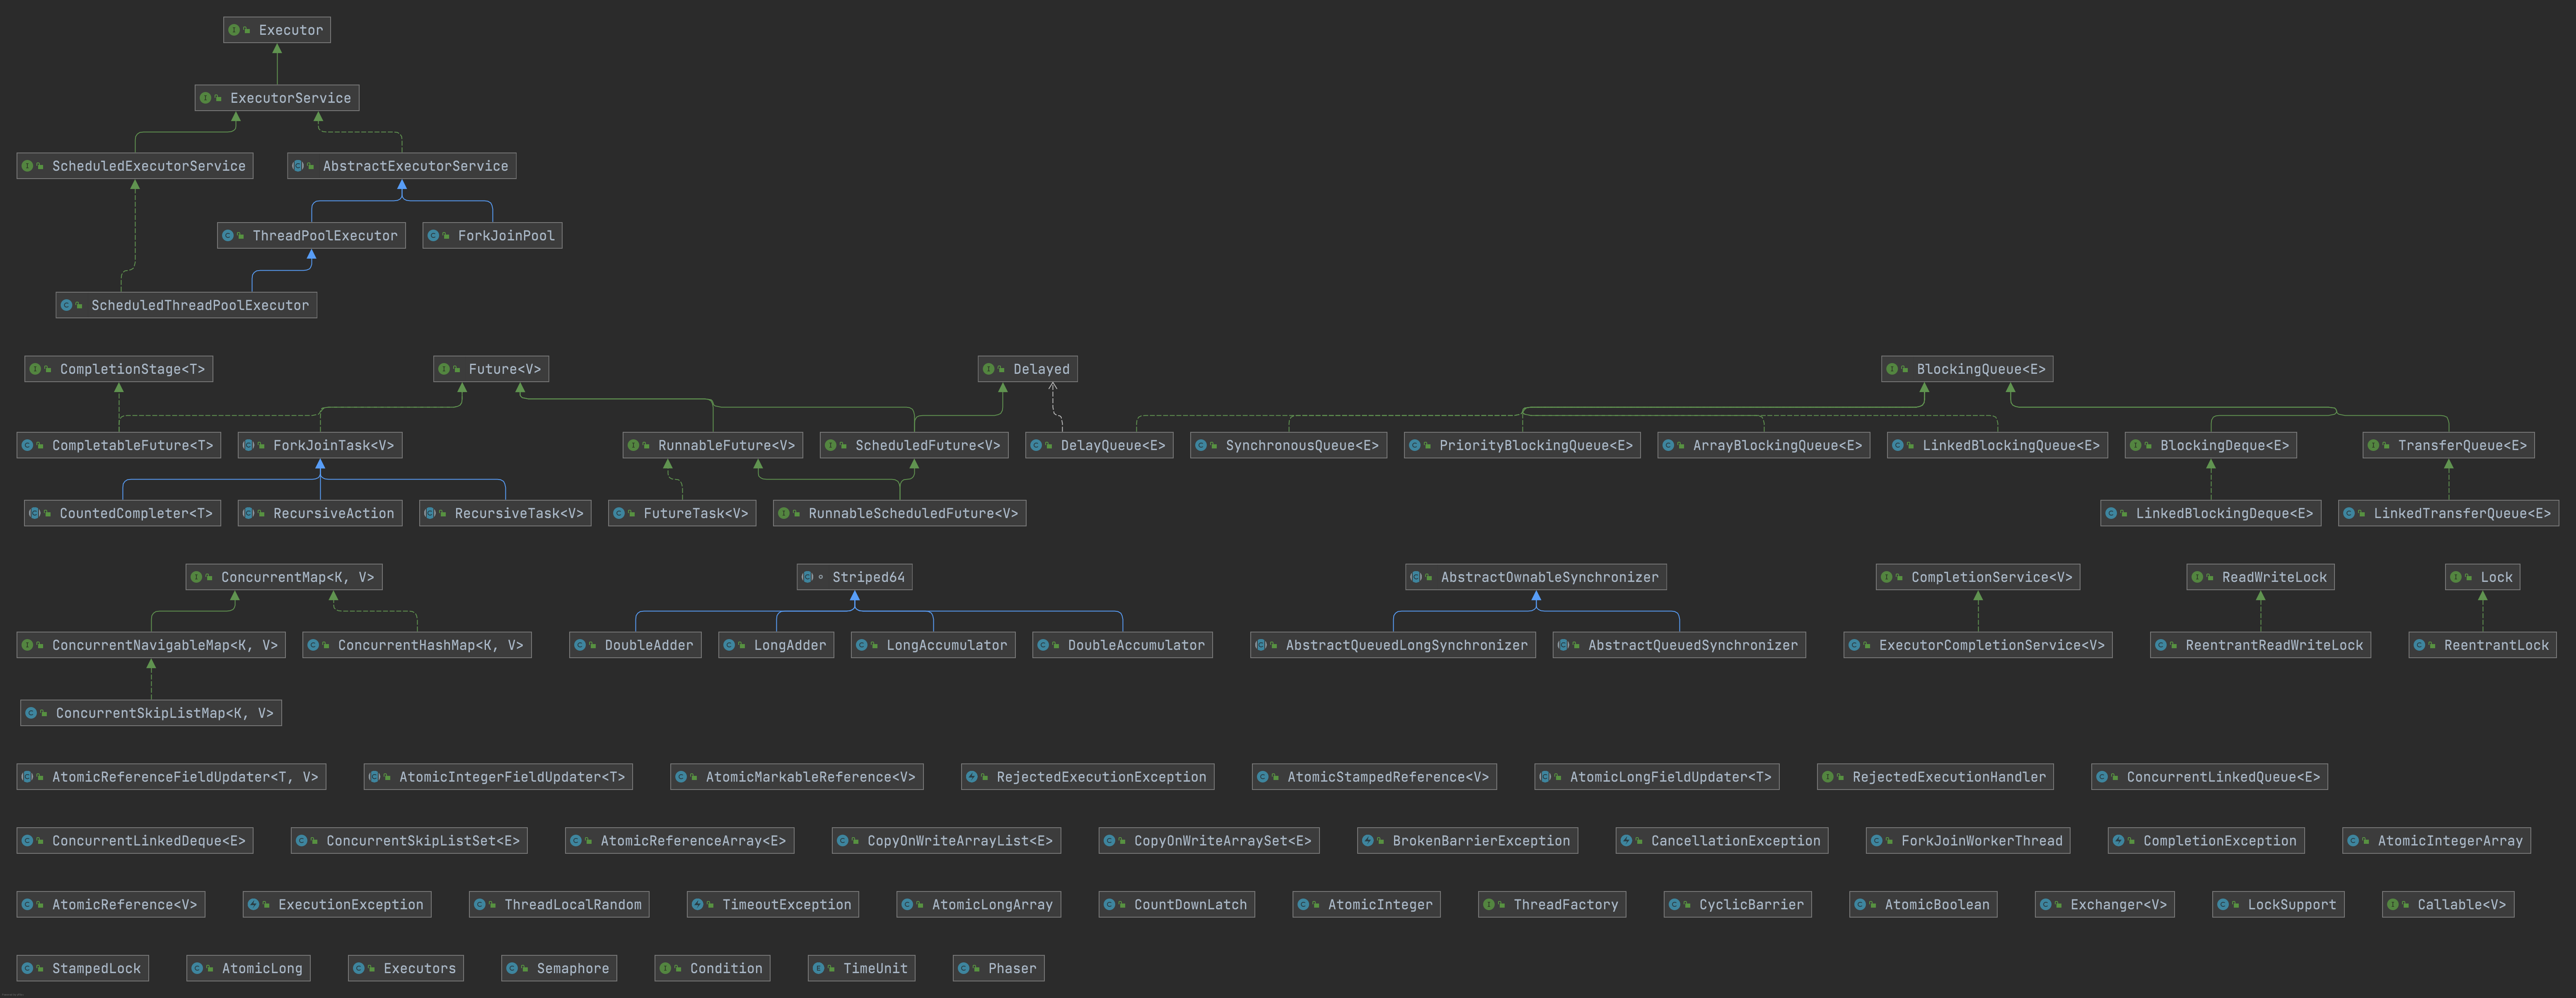 Executor
ExecutorService
ScheduledExecutorService AbstractExecutorService
ThreadPoolExecutor ForkJoinPool
ScheduledThreadPoolExecutor
CompletionStage<T> Future<V> Delayed BlockingQueue<E>
CompletableFuture<T> ForkJoinTask<V> RunnableFuture<V> ScheduledFuture<V> DelayQueue<E> SynchronousQueue<E> PriorityBlockingQueue<E> ArrayBlockingQueue<E> LinkedBlockingQueue<E> BlockingDeque<E> TransferQueue<E>
CountedCompleter<T> RecursiveAction RecursiveTask<V> FutureTask<V> RunnableScheduledFuture<V> LinkedBlockingDeque<E> LinkedTransferQueue<E>
ConcurrentMap<K, V> Striped64 AbstractOwnableSynchronizer CompletionService<V> ReadWriteLock Lock
ConcurrentNavigableMap<K, V> ConcurrentHashMap<K, V> DoubleAdder LongAdder LongAccumulator DoubleAccumulator AbstractQueuedLongSynchronizer AbstractQueuedSynchronizer ExecutorCompletionService<V> ReentrantReadWriteLock ReentrantLock
ConcurrentSkipListMap<K, V>
AtomicReferenceFieldUpdater<T, V> AtomicIntegerFieldUpdater<T> AtomicMarkableReference<V> RejectedExecutionException AtomicStampedReference<V> AtomicLongFieldUpdater<T> RejectedExecutionHandler ConcurrentLinkedQueue<E>
ConcurrentLinkedDeque<E> ConcurrentSkipListSet<E> AtomicReferenceArray<E> CopyOnWriteArrayList<E> CopyOnWriteArraySet<E> BrokenBarrierException CancellationException ForkJoinWorkerThread CompletionException AtomicIntegerArray
AtomicReference<V> ExecutionException ThreadLocalRandom TimeoutException AtomicLongArray CountDownLatch AtomicInteger ThreadFactory CyclicBarrier AtomicBoolean Exchanger<V> LockSupport Callable<V>
StampedLock AtomicLong Executors Semaphore Condition TimeUnit Phaser